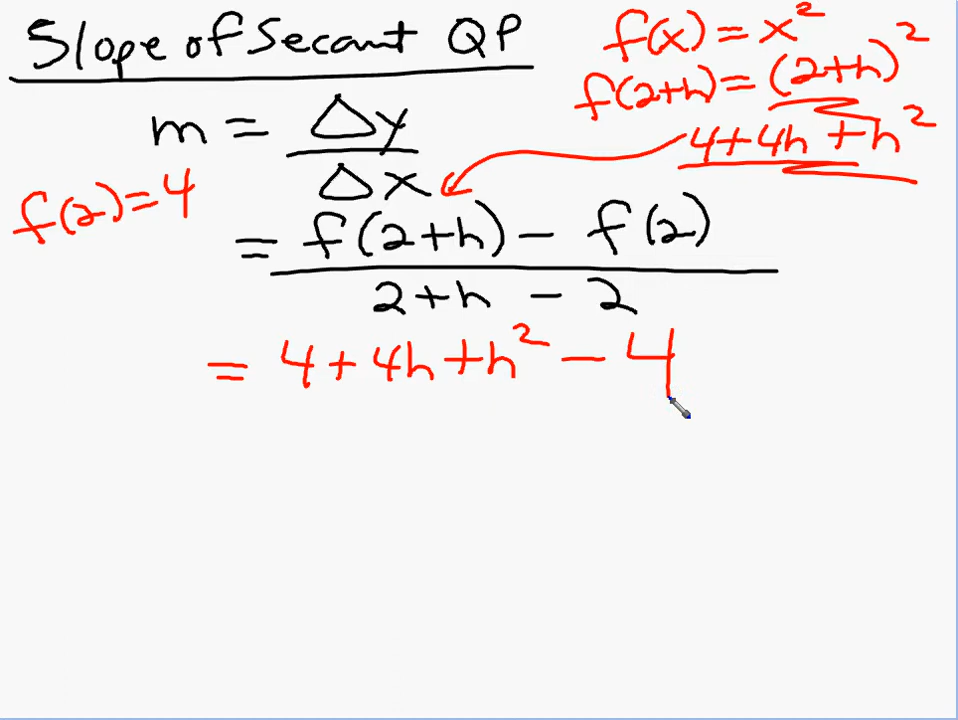 Slope of Secant QP
f(x) = x²
f(2+h) = (2+h)²
4+4h+h²
m = Δy
Δx
f(2)=4
= f(2+h) − f(2)
2+h − 2
= 4+4h+h² − 4